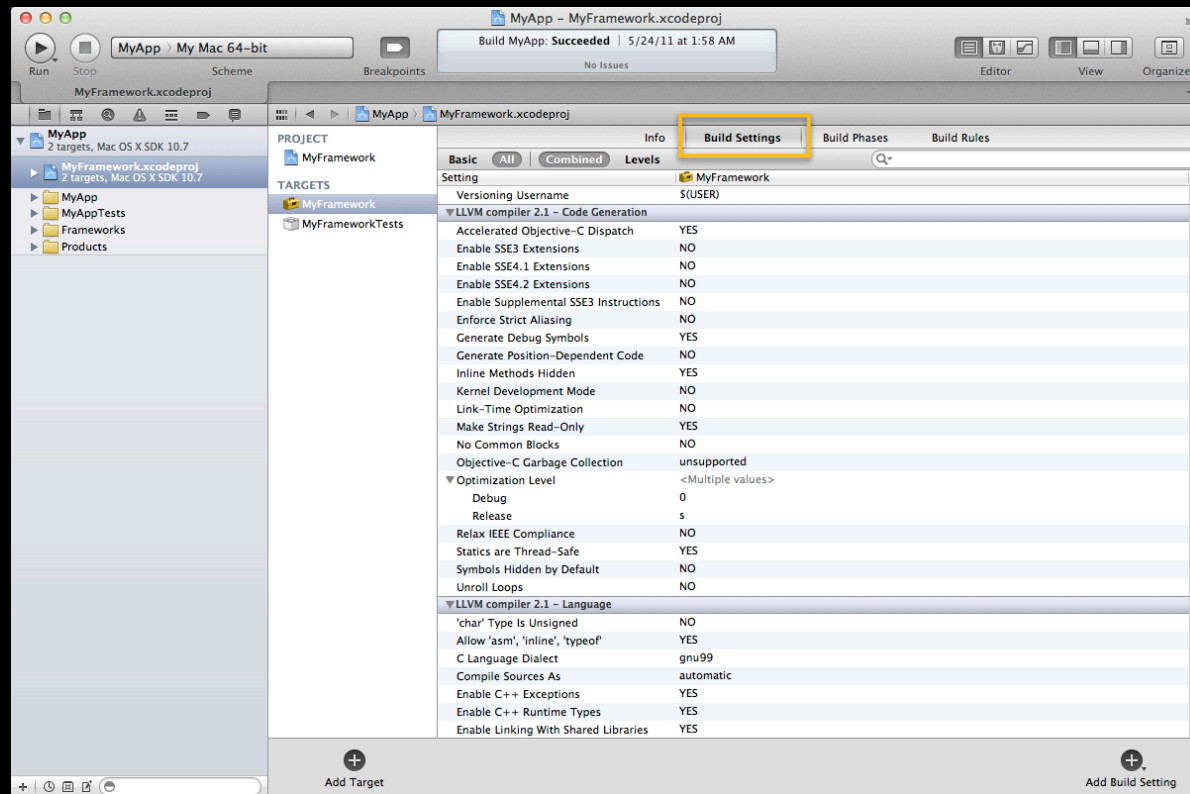 MyApp – MyFramework.xcodeproj
MyApp 〉 My Mac 64-bit
Build MyApp: Succeeded | 5/24/11 at 1:58 AM
No Issues
Run Stop Scheme Breakpoints Editor View Organize
MyFramework.xcodeproj
MyApp 〉 MyFramework.xcodeproj
MyApp
2 targets, Mac OS X SDK 10.7
MyFramework.xcodeproj
2 targets, Mac OS X SDK 10.7
MyApp
MyAppTests
Frameworks
Products
PROJECT
MyFramework
TARGETS
MyFramework
MyFrameworkTests
Info Build Settings Build Phases Build Rules
Basic All Combined Levels
Setting MyFramework
Versioning Username $(USER)
LLVM compiler 2.1 – Code Generation
Accelerated Objective-C Dispatch YES
Enable SSE3 Extensions NO
Enable SSE4.1 Extensions NO
Enable SSE4.2 Extensions NO
Enable Supplemental SSE3 Instructions NO
Enforce Strict Aliasing NO
Generate Debug Symbols YES
Generate Position-Dependent Code NO
Inline Methods Hidden YES
Kernel Development Mode NO
Link-Time Optimization NO
Make Strings Read-Only YES
No Common Blocks NO
Objective-C Garbage Collection unsupported
Optimization Level <Multiple values>
Debug 0
Release s
Relax IEEE Compliance NO
Statics are Thread-Safe YES
Symbols Hidden by Default NO
Unroll Loops NO
LLVM compiler 2.1 – Language
'char' Type Is Unsigned NO
Allow 'asm', 'inline', 'typeof' YES
C Language Dialect gnu99
Compile Sources As automatic
Enable C++ Exceptions YES
Enable C++ Runtime Types YES
Enable Linking With Shared Libraries YES
Add Target
Add Build Setting